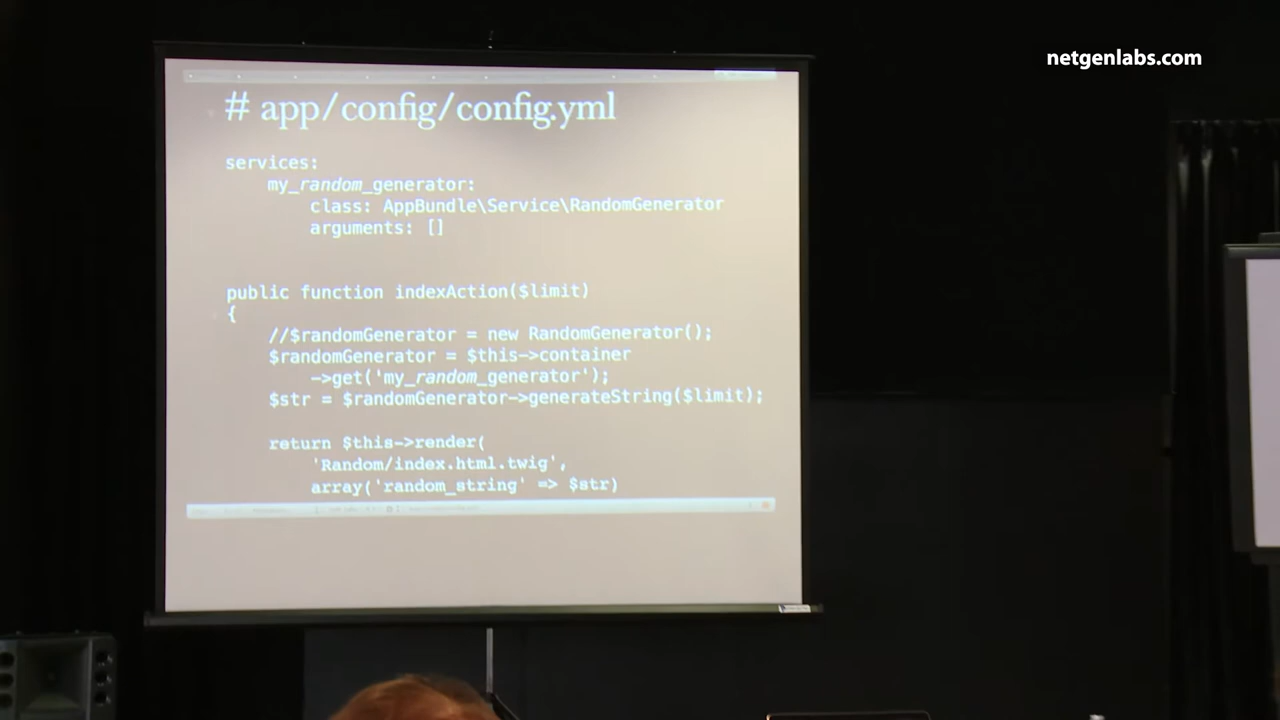 netgenlabs.com
# app/config/config.yml
services:
    my_random_generator:
        class: AppBundle\Service\RandomGenerator
        arguments: []
public function indexAction($limit)
{
    //$randomGenerator = new RandomGenerator();
    $randomGenerator = $this->container
        ->get('my_random_generator');
    $str = $randomGenerator->generateString($limit);
    return $this->render(
        'Random/index.html.twig',
        array('random_string' => $str)